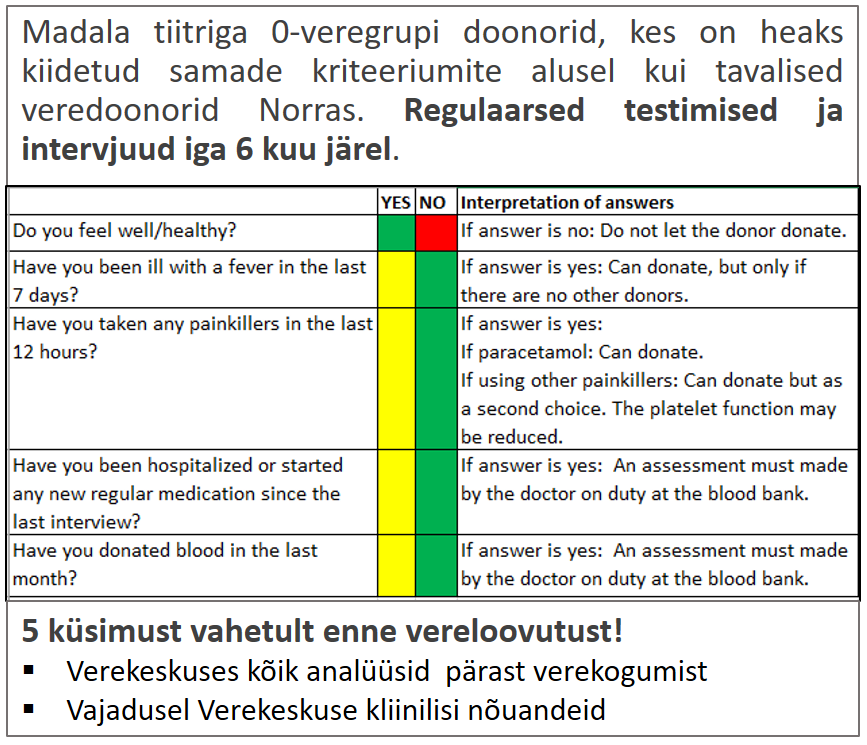 Madala tiitriga 0-veregrupi doonorid, kes on heaks
kiidetud samade kriteeriumite alusel kui tavalised
veredoonorid Norras. Regulaarsed testimised ja
intervjuud iga 6 kuu järel.
YES NO Interpretation of answers
Do you feel well/healthy? If answer is no: Do not let the donor donate.
Have you been ill with a fever in the last
7 days?
If answer is yes: Can donate, but only if
there are no other donors.
Have you taken any painkillers in the last
12 hours?
If answer is yes:
If paracetamol: Can donate.
If using other painkillers: Can donate but as
a second choice. The platelet function may
be reduced.
Have you been hospitalized or started
any new regular medication since the
last interview?
If answer is yes:  An assessment must made
by the doctor on duty at the blood bank.
Have you donated blood in the last
month?
If answer is yes:  An assessment must made
by the doctor on duty at the blood bank.
5 küsimust vahetult enne vereloovutust!
▪ Verekeskuses kõik analüüsid  pärast verekogumist
▪ Vajadusel Verekeskuse kliinilisi nõuandeid